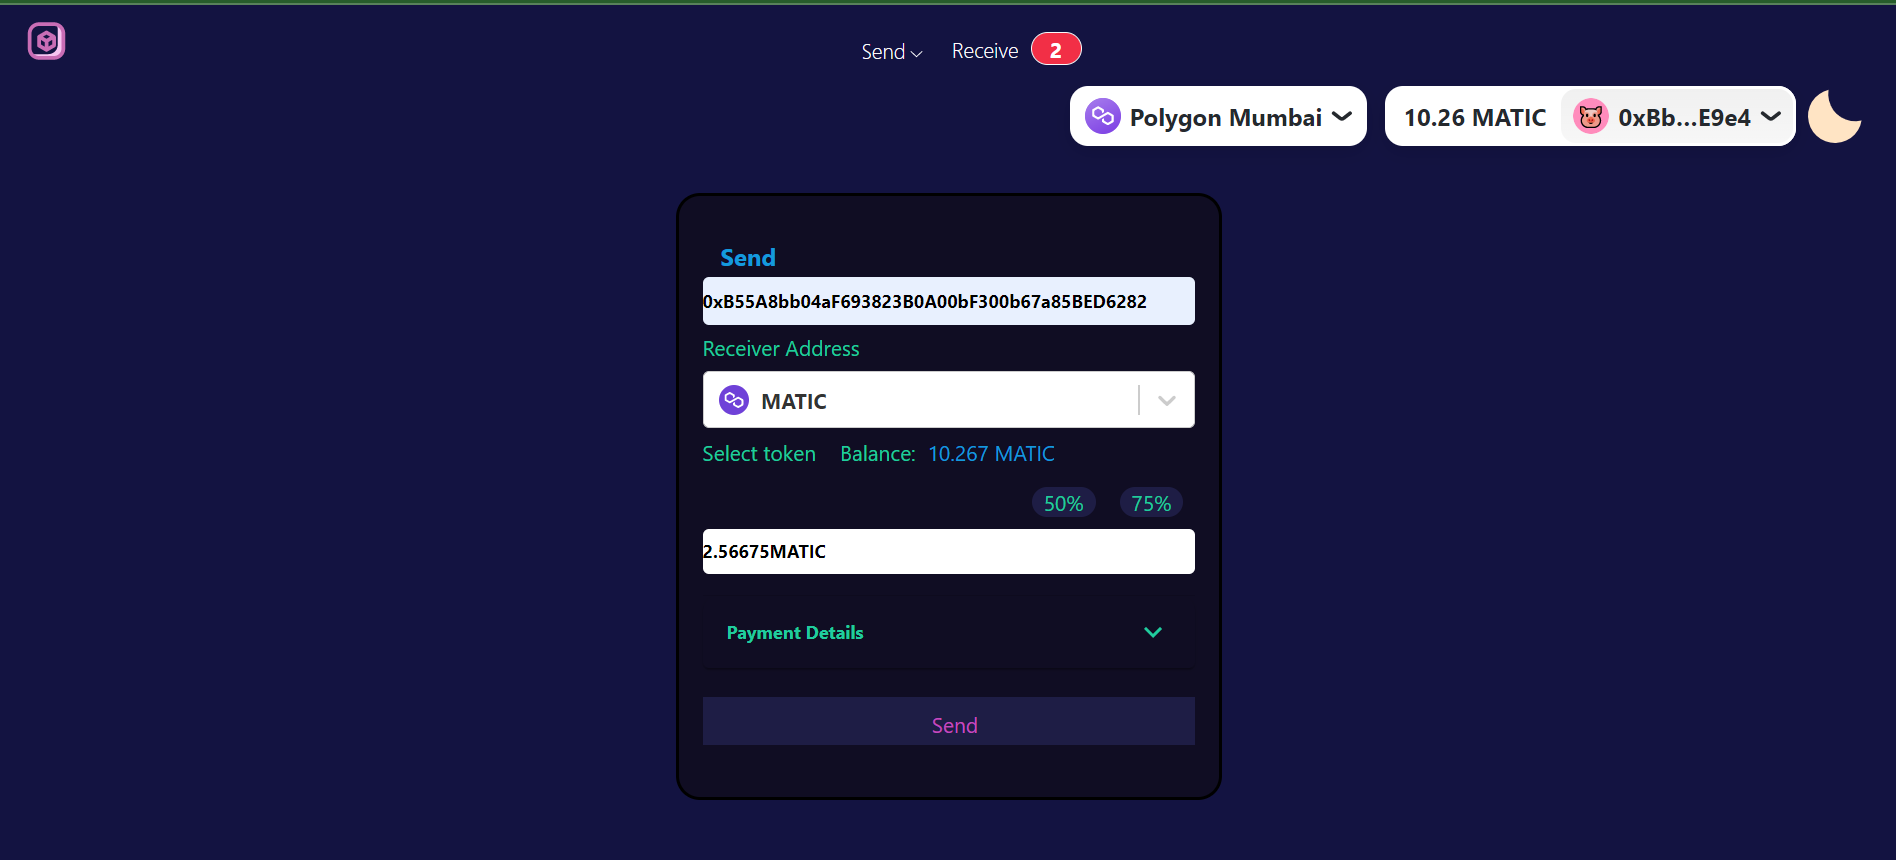 Send
Receive
2
Polygon Mumbai
10.26 MATIC
0xBb...E9e4
Send
0xB55A8bb04aF693823B0A00bF300b67a85BED6282
Receiver Address
MATIC
Select token
Balance: 10.267 MATIC
50%
75%
2.56675MATIC
Payment Details
Send